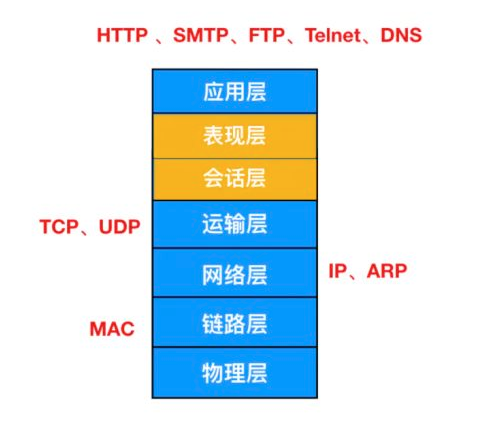 HTTP 、SMTP、FTP、Telnet、DNS
应用层
表现层
会话层
TCP、UDP
运输层
网络层
IP、ARP
MAC
链路层
物理层